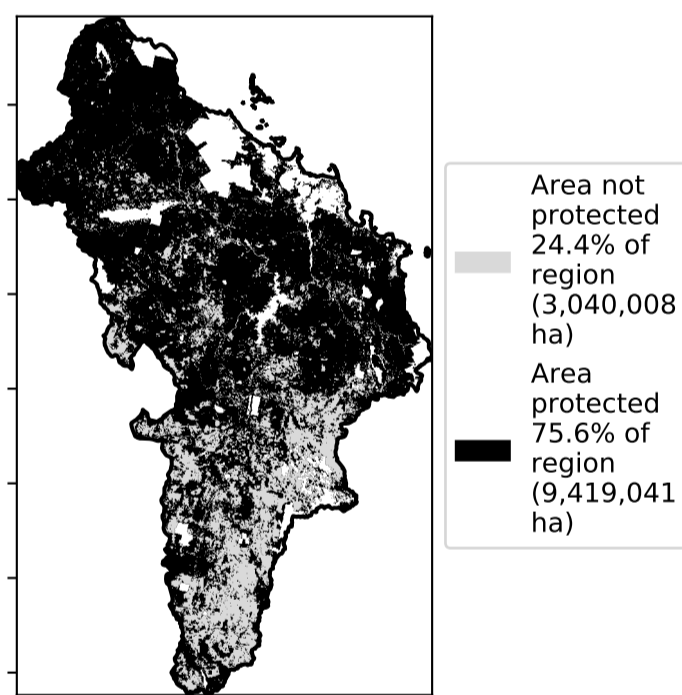 Area not
protected
24.4% of
region
(3,040,008
ha)
Area
protected
75.6% of
region
(9,419,041
ha)